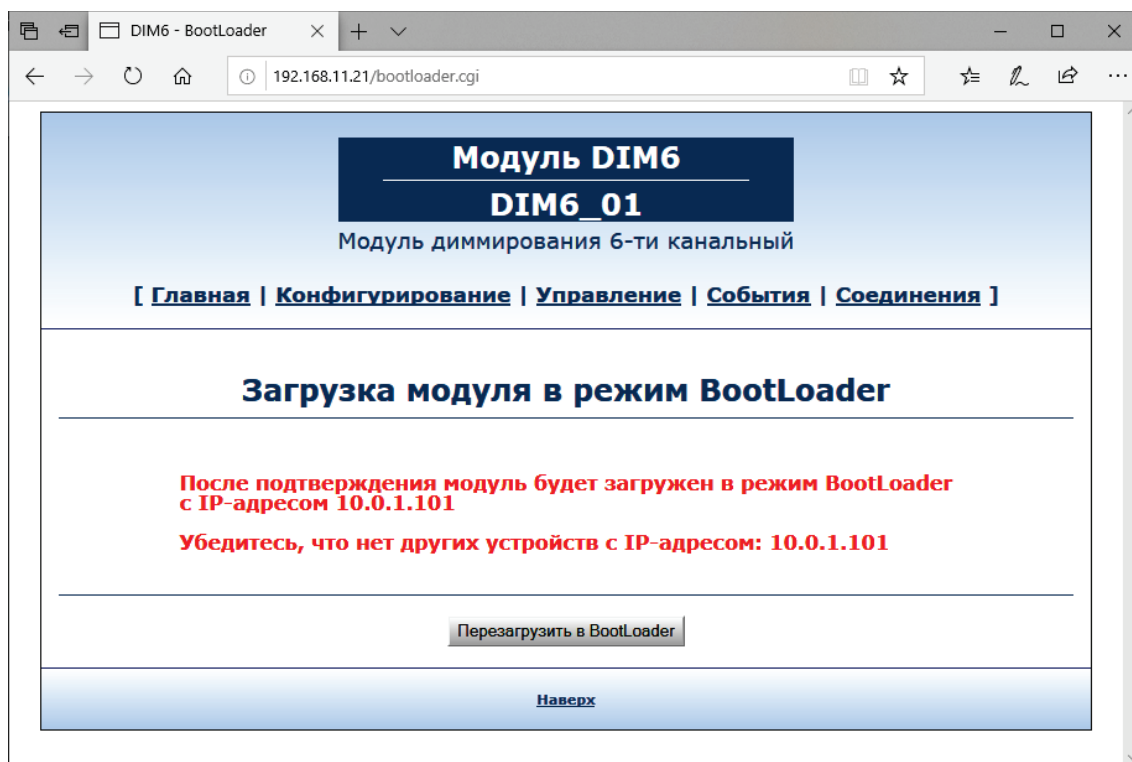 DIM6 - BootLoader
192.168.11.21/bootloader.cgi
Модуль DIM6
DIM6_01
Модуль диммирования 6-ти канальный
[ Главная | Конфигурирование | Управление | События | Соединения ]
Загрузка модуля в режим BootLoader
После подтверждения модуль будет загружен в режим BootLoader
с IP-адресом 10.0.1.101
Убедитесь, что нет других устройств с IP-адресом: 10.0.1.101
Перезагрузить в BootLoader
Наверх